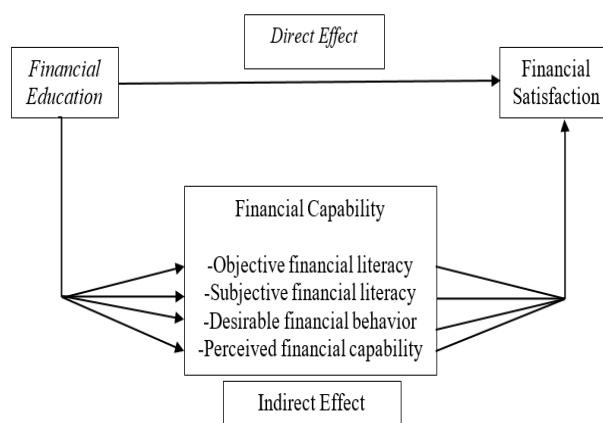 Direct Effect
Financial
Education
Financial
Satisfaction
Financial Capability
-Objective financial literacy
-Subjective financial literacy
-Desirable financial behavior
-Perceived financial capability
Indirect Effect